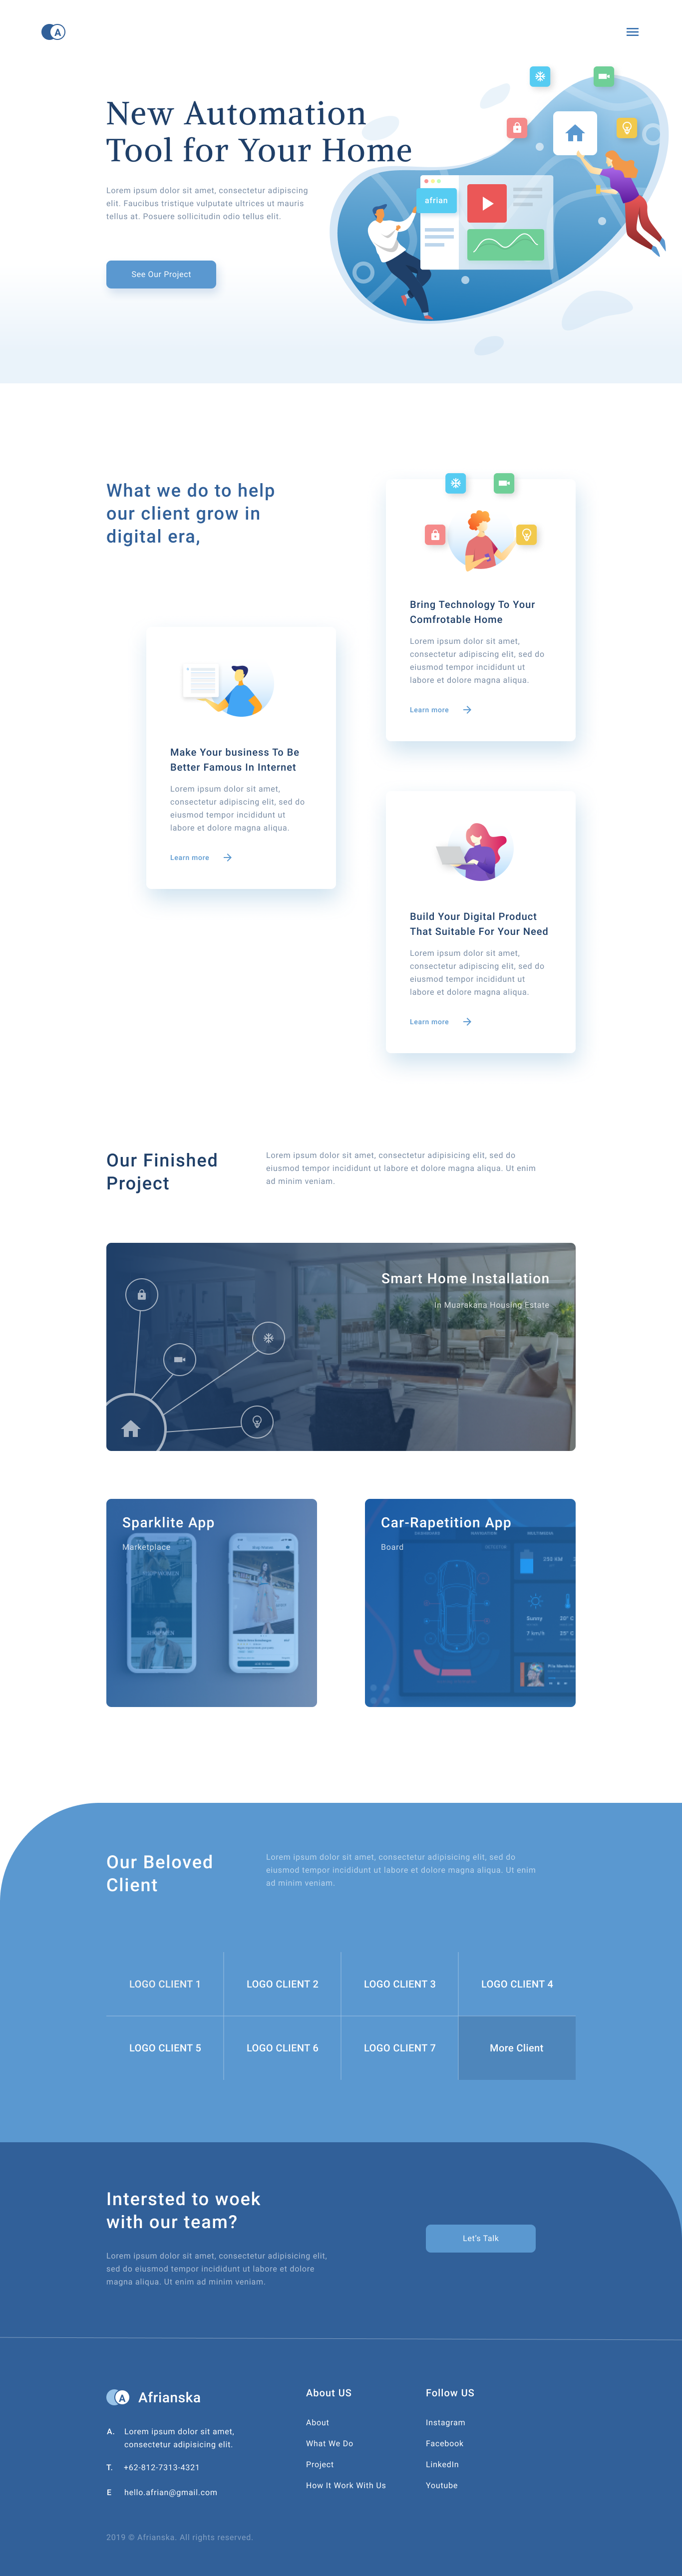 A
New Automation
Tool for Your Home
Lorem ipsum dolor sit amet, consectetur adipiscing
elit. Faucibus tristique vulputate ultrices ut mauris
tellus at. Posuere sollicitudin odio tellus elit.
See Our Project
afrian
What we do to help
our client grow in
digital era,
Bring Technology To Your
Comfrotable Home
Lorem ipsum dolor sit amet,
consectetur adipiscing elit, sed do
eiusmod tempor incididunt ut
labore et dolore magna aliqua.
Learn more
Make Your business To Be
Better Famous In Internet
Lorem ipsum dolor sit amet,
consectetur adipiscing elit, sed do
eiusmod tempor incididunt ut
labore et dolore magna aliqua.
Learn more
Build Your Digital Product
That Suitable For Your Need
Lorem ipsum dolor sit amet,
consectetur adipiscing elit, sed do
eiusmod tempor incididunt ut
labore et dolore magna aliqua.
Learn more
Our Finished
Project
Lorem ipsum dolor sit amet, consectetur adipisicing elit, sed do
eiusmod tempor incididunt ut labore et dolore magna aliqua. Ut enim
ad minim veniam.
Smart Home Installation
In Muarakana Housing Estate
Sparklite App
Marketplace
Car-Rapetition App
Board
DASHBOARD
NAVIGATION
MULTIMEDIA
250 KM
Sunny
7 km/h
Our Beloved
Client
Lorem ipsum dolor sit amet, consectetur adipisicing elit, sed do
eiusmod tempor incididunt ut labore et dolore magna aliqua. Ut enim
ad minim veniam.
LOGO CLIENT 1
LOGO CLIENT 2
LOGO CLIENT 3
LOGO CLIENT 4
LOGO CLIENT 5
LOGO CLIENT 6
LOGO CLIENT 7
More Client
Intersted to woek
with our team?
Lorem ipsum dolor sit amet, consectetur adipisicing elit,
sed do eiusmod tempor incididunt ut labore et dolore
magna aliqua. Ut enim ad minim veniam.
Let's Talk
A Afrianska
A. Lorem ipsum dolor sit amet,
consectetur adipisicing elit.
T. +62-812-7313-4321
E hello.afrian@gmail.com
About US
About
What We Do
Project
How It Work With Us
Follow US
Instagram
Facebook
LinkedIn
Youtube
2019 © Afrianska. All rights reserved.